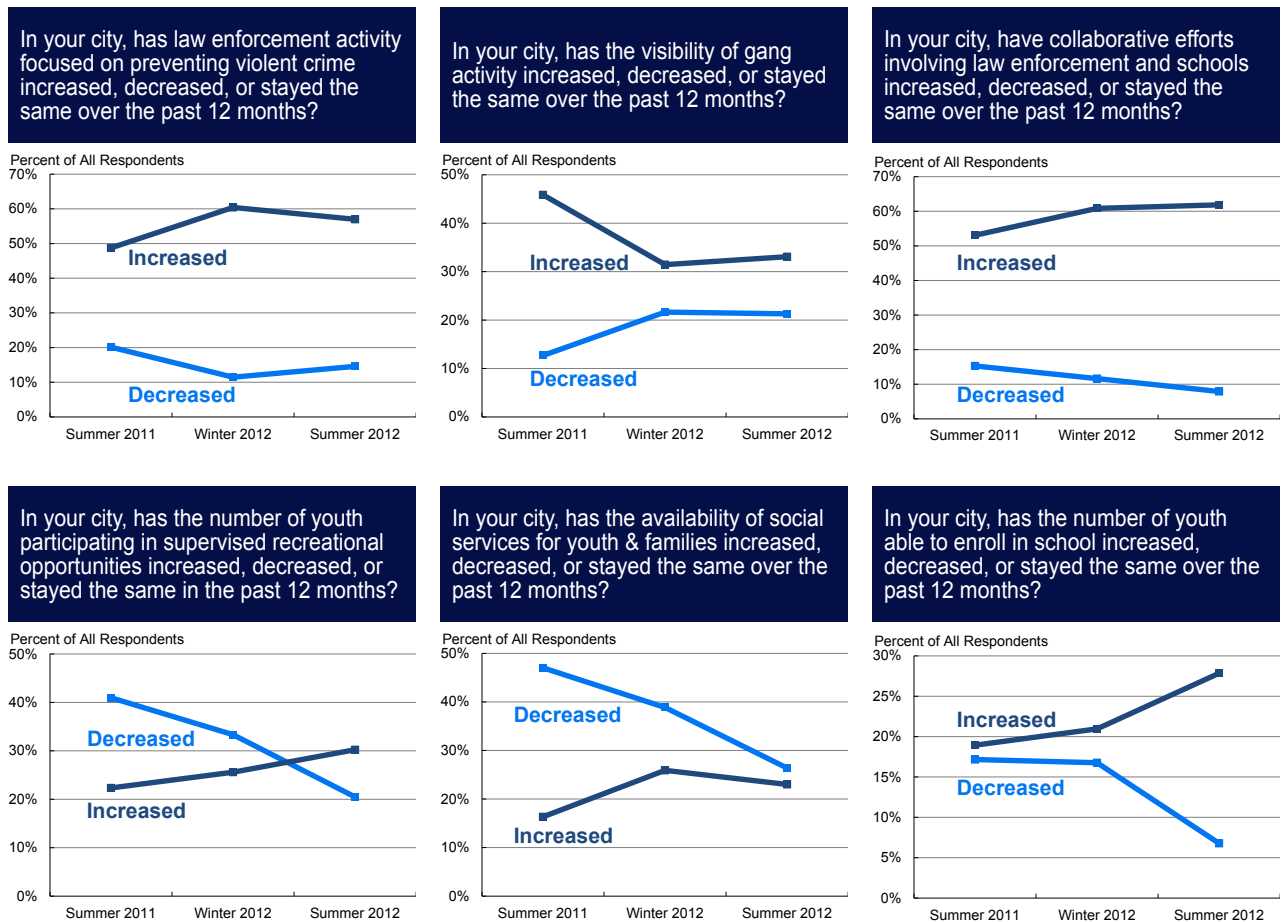 In your city, has law enforcement activity
focused on preventing violent crime
increased, decreased, or stayed the
same over the past 12 months?
Percent of All Respondents
70%
60%
50%
40%
30%
20%
10%
0%
Increased
Decreased
Summer 2011 Winter 2012 Summer 2012
In your city, has the visibility of gang
activity increased, decreased, or stayed
the same over the past 12 months?
50%
40%
30%
20%
10%
0%
Increased
Decreased
Summer 2011 Winter 2012 Summer 2012
In your city, have collaborative efforts
involving law enforcement and schools
increased, decreased, or stayed the
same over the past 12 months?
Percent of All Respondents
70%
60%
50%
40%
30%
20%
10%
0%
Increased
Decreased
Summer 2011 Winter 2012 Summer 2012
In your city, has the number of youth
participating in supervised recreational
opportunities increased, decreased, or
stayed the same in the past 12 months?
Percent of All Respondents
50%
40%
30%
20%
10%
0%
Decreased
Increased
Summer 2011 Winter 2012 Summer 2012
In your city, has the availability of social
services for youth & families increased,
decreased, or stayed the same over the
past 12 months?
50%
40%
30%
20%
10%
0%
Decreased
Increased
Summer 2011 Winter 2012 Summer 2012
In your city, has the number of youth
able to enroll in school increased,
decreased, or stayed the same over the
past 12 months?
Percent of All Respondents
30%
25%
20%
15%
10%
5%
0%
Increased
Decreased
Summer 2011 Winter 2012 Summer 2012